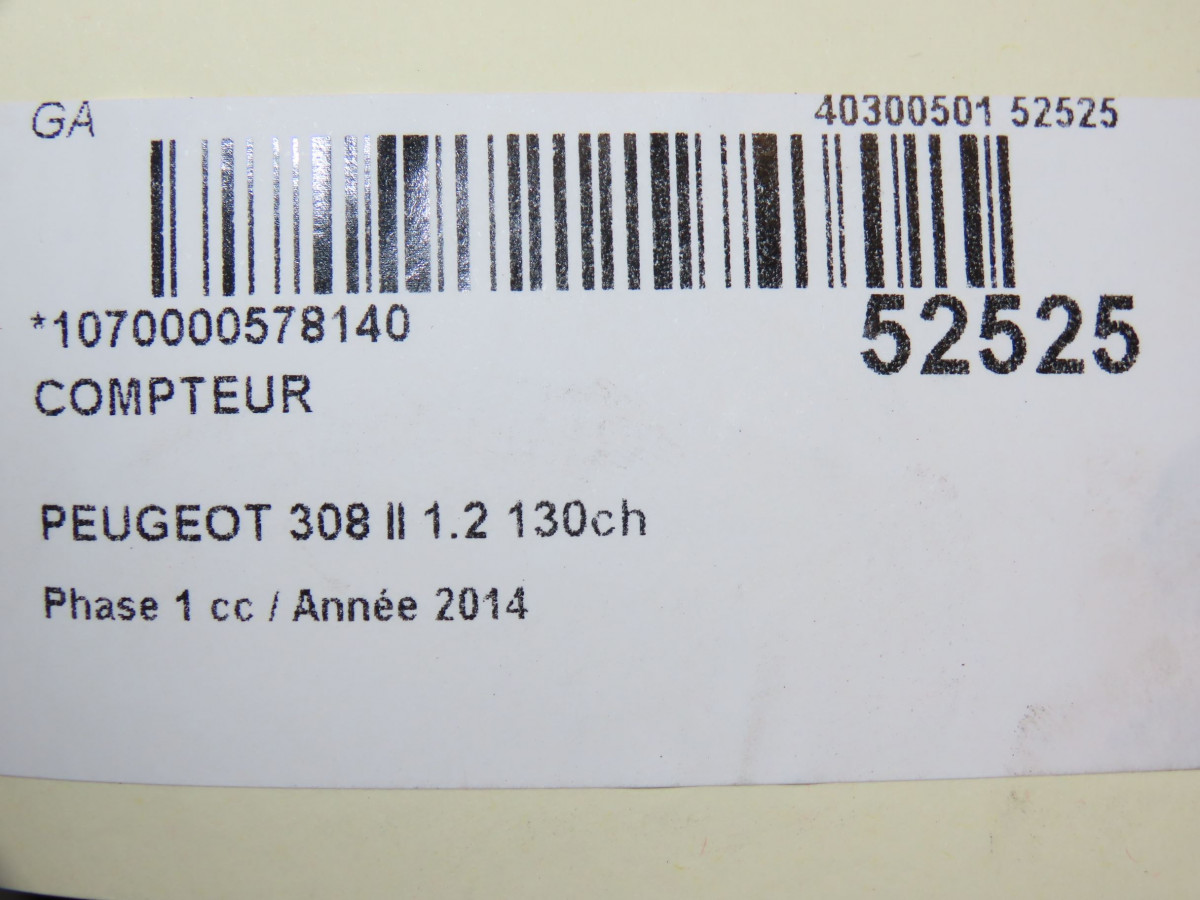 GA
40300501 52525
*1070000578140
52525
COMPTEUR
PEUGEOT 308 II 1.2 130ch
Phase 1 cc / Année 2014